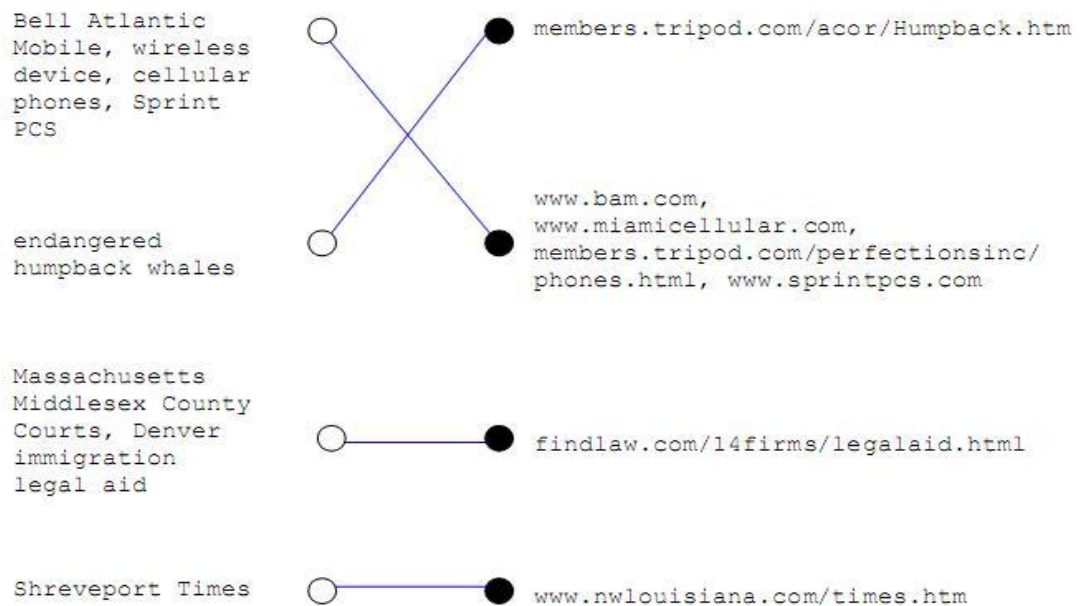 Bell Atlantic
Mobile, wireless
device, cellular
phones, Sprint
PCS
members.tripod.com/acor/Humpback.htm
endangered
humpback whales
www.bam.com,
www.miamicellular.com,
members.tripod.com/perfectionsinc/
phones.html, www.sprintpcs.com
Massachusetts
Middlesex County
Courts, Denver
immigration
legal aid
findlaw.com/14firms/legalaid.html
Shreveport Times
www.nwlouisiana.com/times.htm